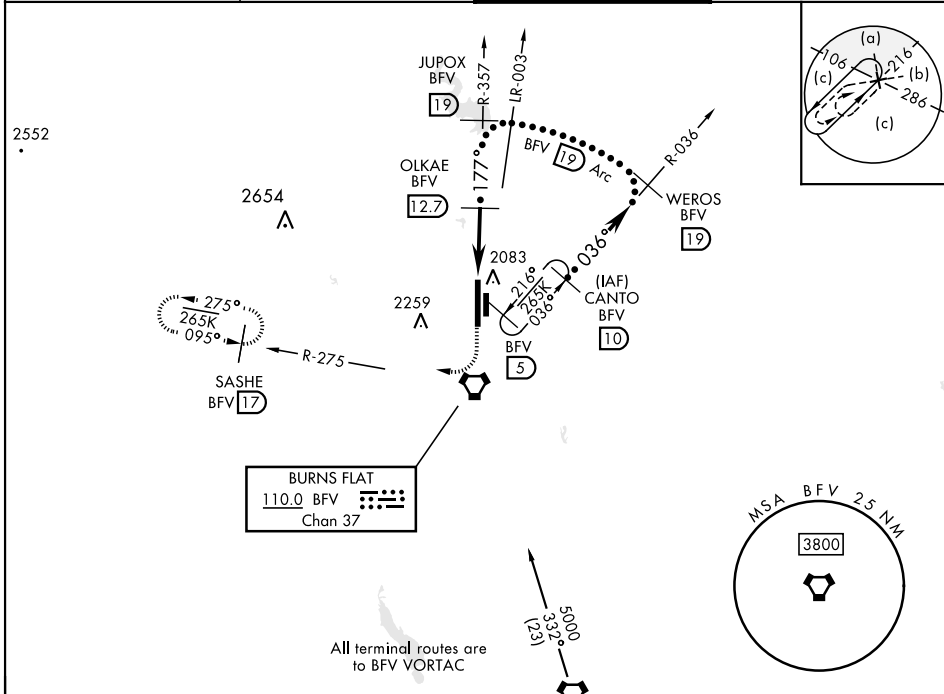 JUPOX
BFV
19
R-357
LR-003
(a)
106
216
(c)
(b)
286
(c)
2552
OLKAE
BFV
12.7
177°
BFV 19 Arc
R-036
WEROS
BFV
19
2654
2083
036°
2259
216°
265K
036°
(IAF)
CANTO
BFV
10
275°
265K
095°
R-275
BFV
5
SASHE
BFV 17
BURNS FLAT
110.0 BFV
Chan 37
MSA BFV 25 NM
3800
5000
332°
(23)
All terminal routes are
to BFV VORTAC